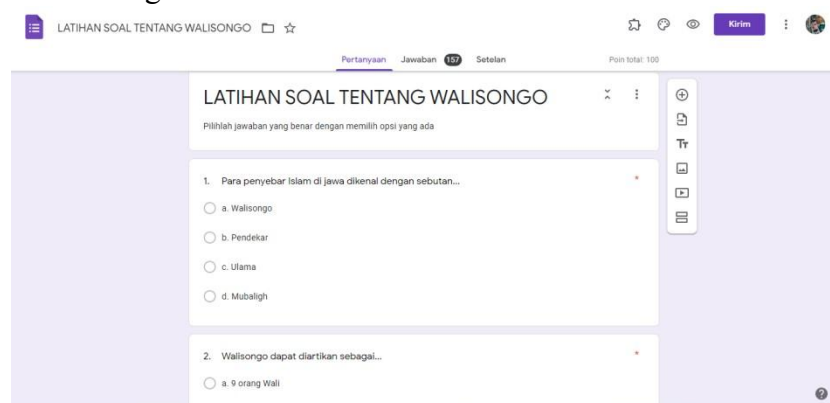 LATIHAN SOAL TENTANG WALISONGO
Kirim
Pertanyaan Jawaban 157 Setelan Poin total: 100
LATIHAN SOAL TENTANG WALISONGO
Pilihlah jawaban yang benar dengan memilih opsi yang ada
1. Para penyebar Islam di jawa dikenal dengan sebutan... *
a. Walisongo
b. Pendekar
c. Ulama
d. Mubaligh
2. Walisongo dapat diartikan sebagai... *
a. 9 orang Wali
Tт